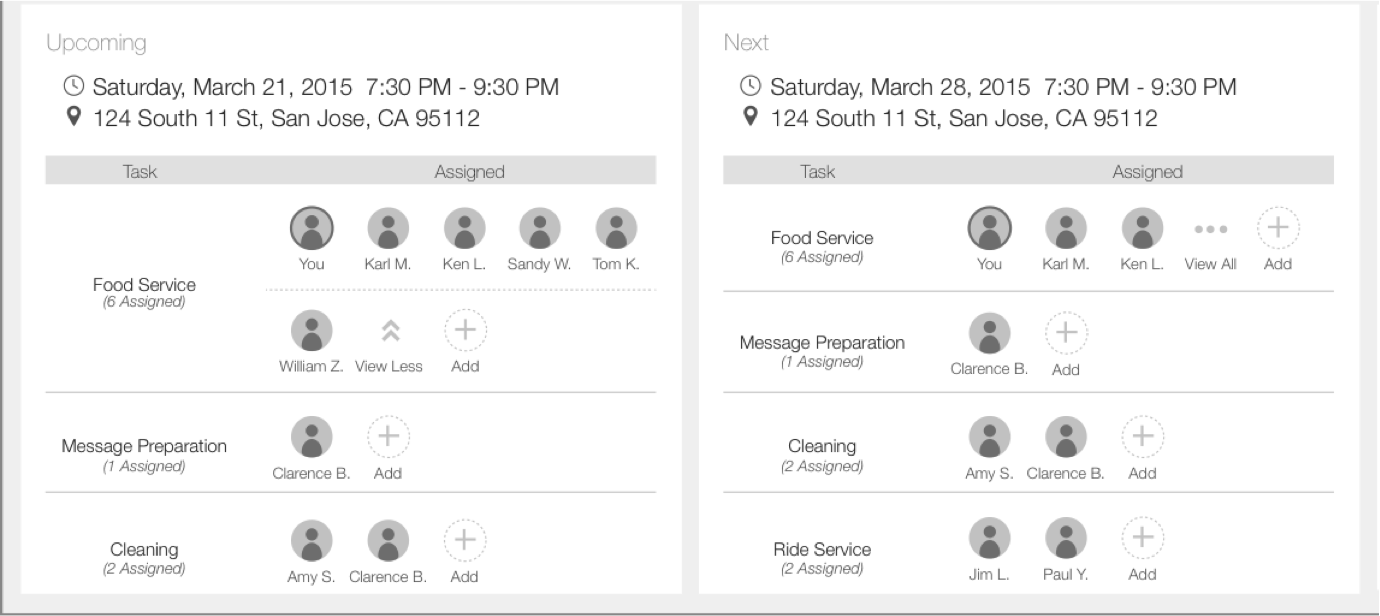 Upcoming
Saturday, March 21, 2015 7:30 PM - 9:30 PM
124 South 11 St, San Jose, CA 95112
Task Assigned
Food Service
(6 Assigned)
You Karl M. Ken L. Sandy W. Tom K.
William Z. View Less Add
Message Preparation
(1 Assigned)
Clarence B. Add
Cleaning
(2 Assigned)
Amy S. Clarence B. Add
Next
Saturday, March 28, 2015 7:30 PM - 9:30 PM
124 South 11 St, San Jose, CA 95112
Task Assigned
Food Service
(6 Assigned)
You Karl M. Ken L. View All Add
Message Preparation
(1 Assigned)
Clarence B. Add
Cleaning
(2 Assigned)
Amy S. Clarence B. Add
Ride Service
(2 Assigned)
Jim L. Paul Y. Add